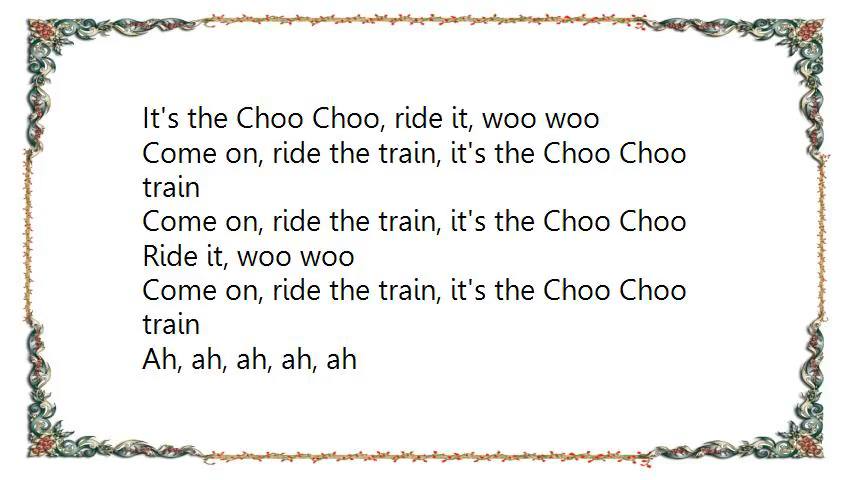 It's the Choo Choo, ride it, woo woo
Come on, ride the train, it's the Choo Choo
train
Come on, ride the train, it's the Choo Choo
Ride it, woo woo
Come on, ride the train, it's the Choo Choo
train
Ah, ah, ah, ah, ah